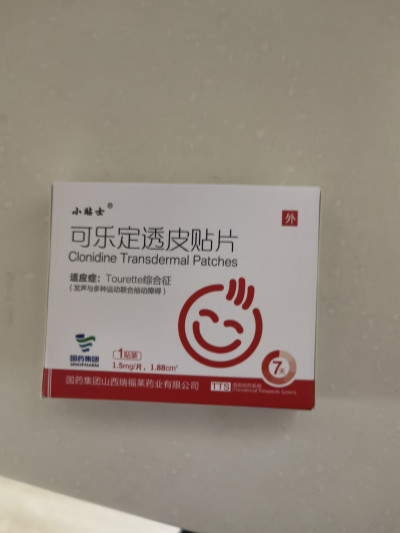 小贴士®
外
可乐定透皮贴片
Clonidine Transdermal Patches
适应症：Tourette综合征
（发声与多种运动联合抽动障碍）
国药集团
SINOPHARM
1贴装
1.5mg/片，1.88cm²
7天
国药集团山西瑞福莱药业有限公司
TTS